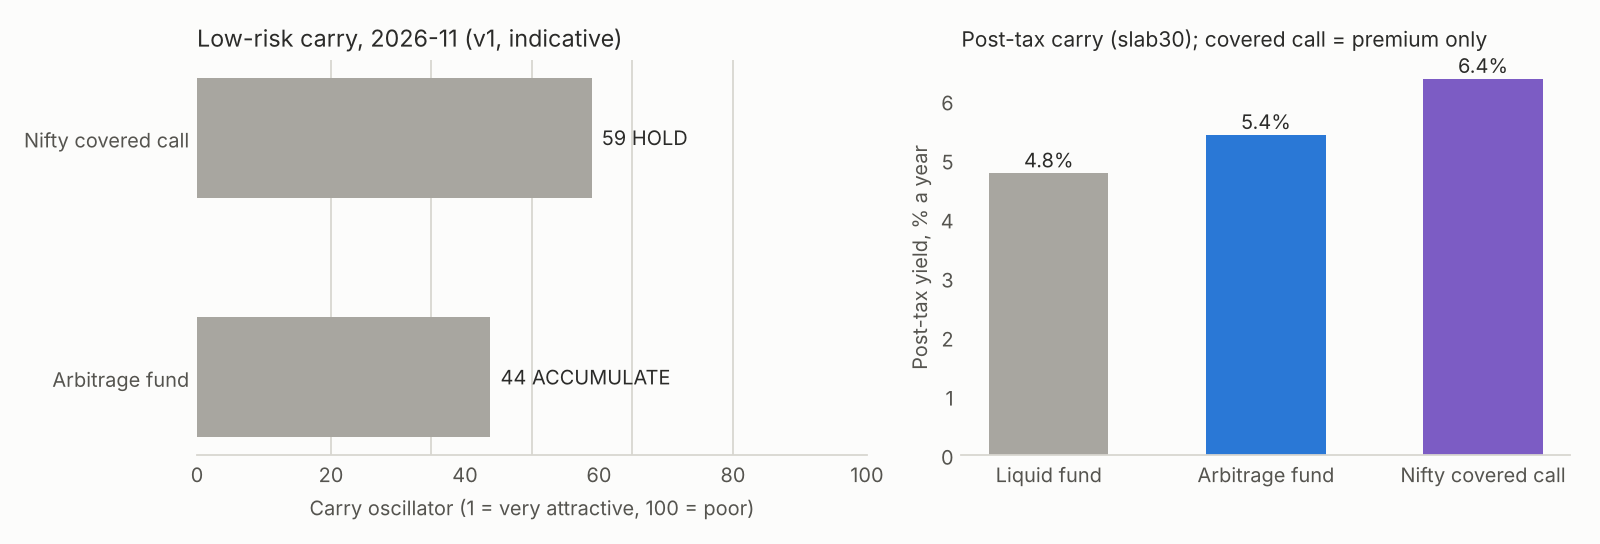 Low-risk carry, 2026-11 (v1, indicative)
Nifty covered call
59 HOLD
Arbitrage fund
44 ACCUMULATE
0 20 40 60 80 100
Carry oscillator (1 = very attractive, 100 = poor)
Post-tax carry (slab30); covered call = premium only
Post-tax yield, % a year
6
5
4
3
2
1
0
4.8%
5.4%
6.4%
Liquid fund Arbitrage fund Nifty covered call